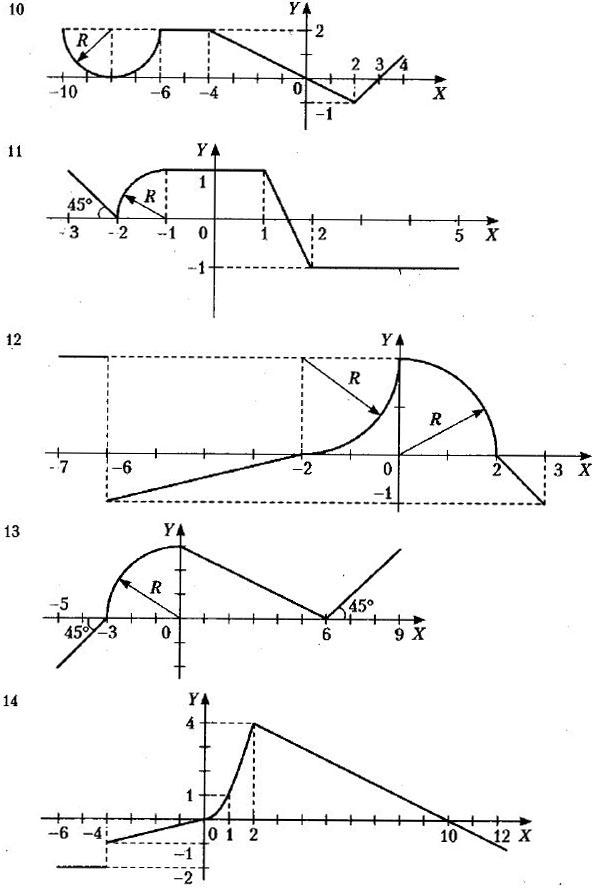 10
Y
R
2
2 3 4
-10 -6 -4 0 X
-1
11
Y
1
45° R
-3 -2 -1 0 1 2 5 X
-1
12
Y
R
R
-7 -6 -2 0 2 3 X
-1
13
Y
R
-5 45°
45° -3 0 6 9 X
14
Y
4
1
-6 -4 0 1 2 10 12 X
-1
-2